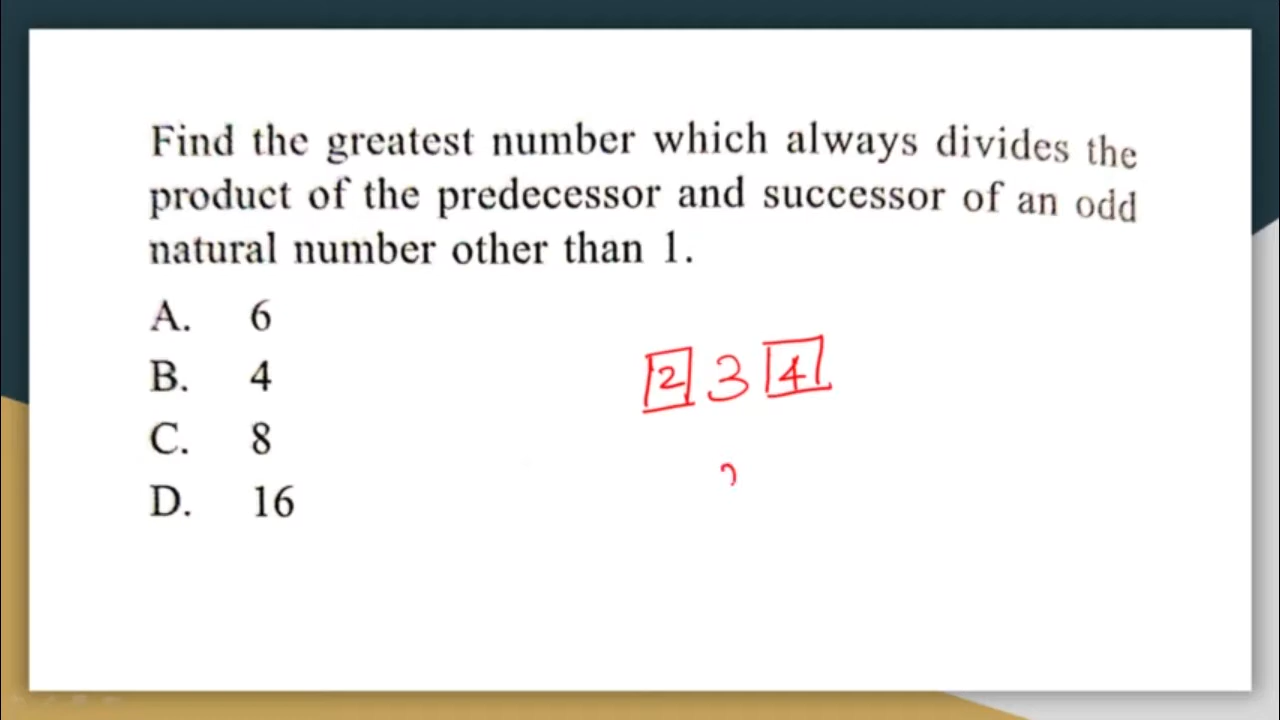 Find the greatest number which always divides the
product of the predecessor and successor of an odd
natural number other than 1.
A. 6
B. 4
C. 8
D. 16
2 3 4